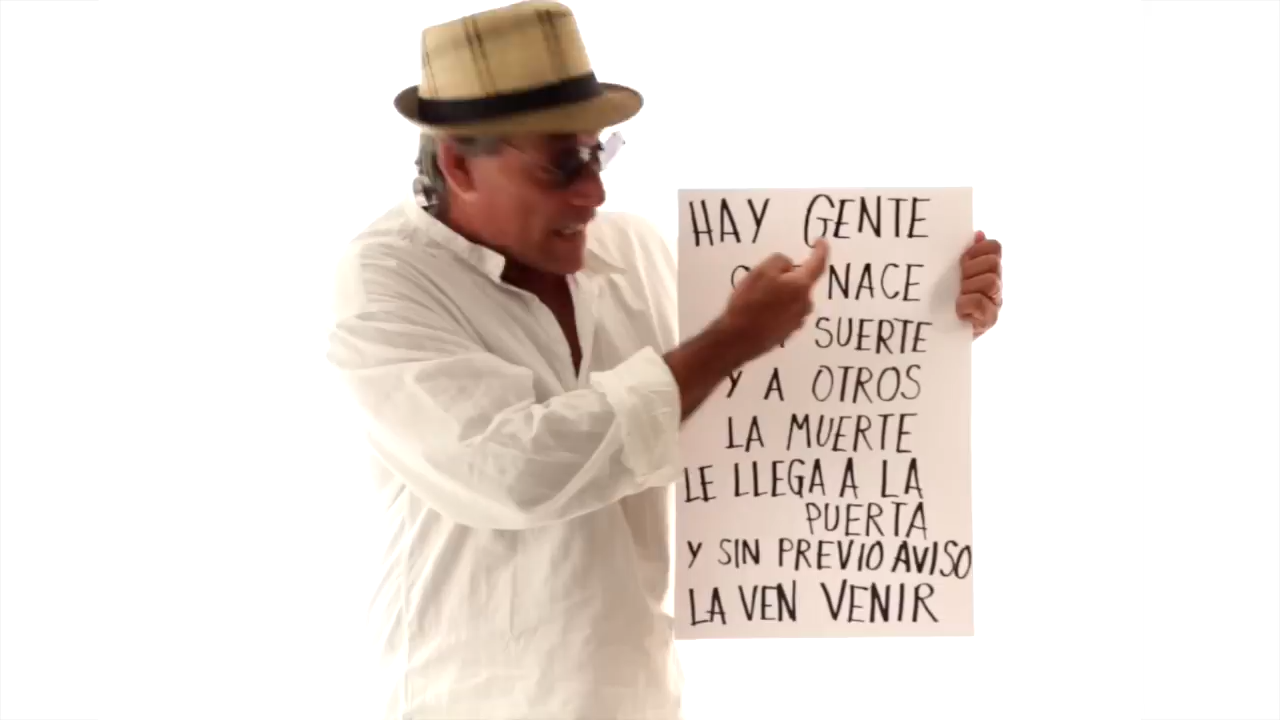 HAY GENTE
NACE
SUERTE
Y A OTROS
LA MUERTE
LE LLEGA A LA
PUERTA
Y SIN PREVIO AVISO
LA VEN VENIR